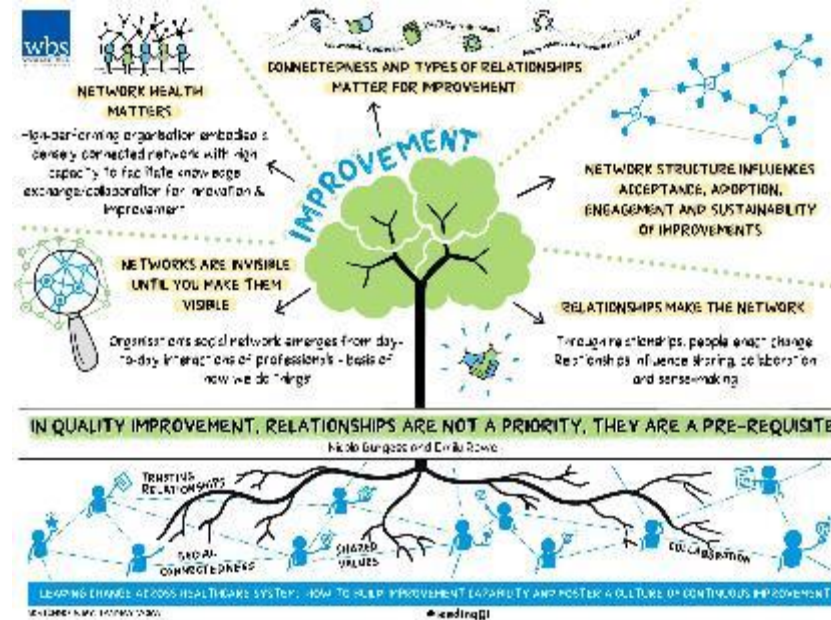 wbs
NETWORK HEALTH
MATTERS
High-performing organisation embodies a
densely connected network with high
capacity to facilitate knowledge
exchange/collaboration for innovation &
improvement
CONNECTEDNESS AND TYPES OF RELATIONSHIPS
MATTER FOR IMPROVEMENT
IMPROVEMENT
NETWORK STRUCTURE INFLUENCES
ACCEPTANCE, ADOPTION,
ENGAGEMENT AND SUSTAINABILITY
OF IMPROVEMENTS
NETWORKS ARE INVISIBLE
UNTIL YOU MAKE THEM
VISIBLE
Organisations social network emerges from day-
to-day interactions of professionals - basis of
how we do things
RELATIONSHIPS MAKE THE NETWORK
Through relationships, people enact change
Relationships influence sharing, collaboration
and sense-making
IN QUALITY IMPROVEMENT, RELATIONSHIPS ARE NOT A PRIORITY, THEY ARE A PRE-REQUISITE
Nicola Burgess and Emily Rowe
TRUSTING
RELATIONSHIPS
SOCIAL
CONNECTEDNESS
SHARED
VALUES
COLLABORATION
LEADING CHANGE ACROSS HEALTHCARE SYSTEMS: HOW TO BUILD IMPROVEMENT CAPABILITY AND FOSTER A CULTURE OF CONTINUOUS IMPROVEMENT
#leadingQI